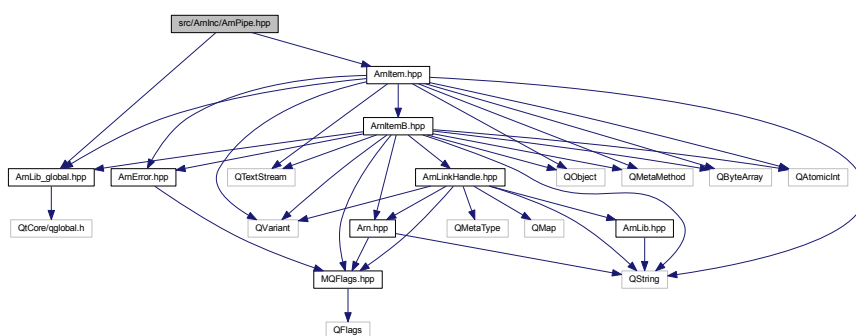 src/ArnInc/ArnPipe.hpp
ArnItem.hpp
ArnItemB.hpp
ArnLib_global.hpp
ArnError.hpp
QTextStream
ArnLinkHandle.hpp
QObject
QMetaMethod
QByteArray
QAtomicInt
QtCore/qglobal.h
QVariant
Arn.hpp
QMetaType
QMap
ArnLib.hpp
MQFlags.hpp
QString
QFlags